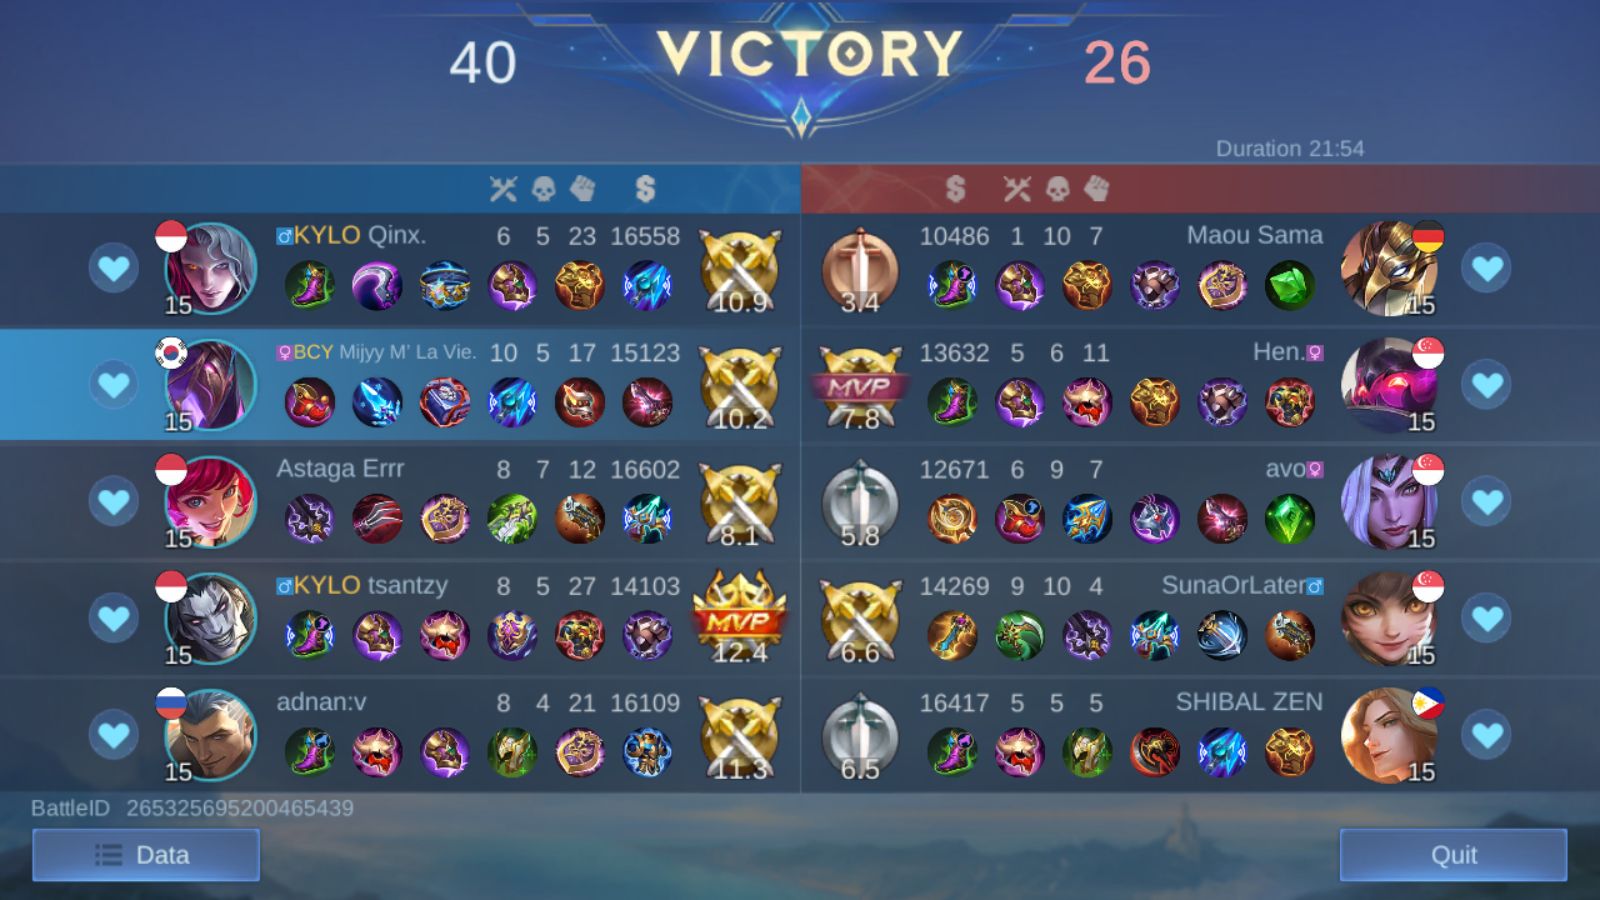 40 VICTORY 26
Duration 21:54
KYLO Qinx. 6 5 23 16558 10.9
15
3.4 10486 1 10 7 Maou Sama
15
BCY Mijyy M' La Vie. 10 5 17 15123 10.2
15
MVP 7.8 13632 5 6 11 Hen.
15
Astaga Errr 8 7 12 16602 8.1
15
5.8 12671 6 9 7 avo
15
KYLO tsantzy 8 5 27 14103 MVP 12.4
15
6.6 14269 9 10 4 SunaOrLater
15
adnan:v 8 4 21 16109 11.3
15
6.5 16417 5 5 5 SHIBAL ZEN
15
BattleID 265325695200465439
Data
Quit